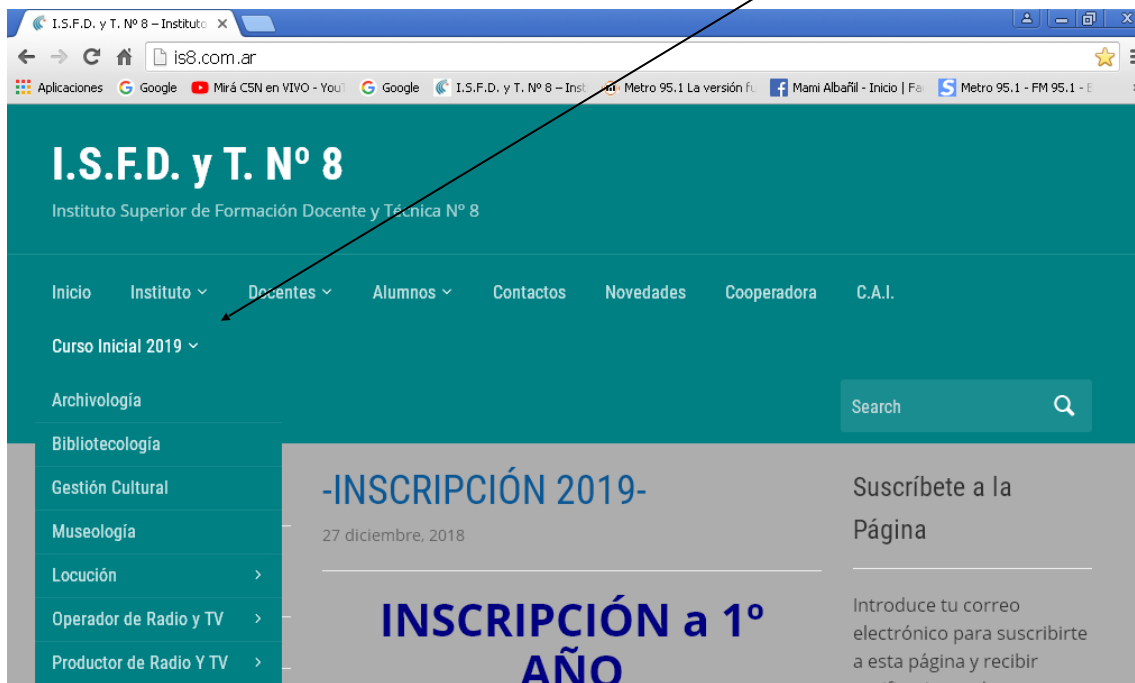 I.S.F.D. y T. Nº 8 – Instituto
is8.com.ar
Aplicaciones Google Mirá C5N en VIVO - You Google I.S.F.D. y T. Nº 8 – Inst Metro 95.1 La versión fu Mami Albañil - Inicio | Fa Metro 95.1 - FM 95.1 - E
I.S.F.D. y T. Nº 8
Instituto Superior de Formación Docente y Técnica Nº 8
Inicio Instituto Docentes Alumnos Contactos Novedades Cooperadora C.A.I.
Curso Inicial 2019
Archivología
Search
Bibliotecología
Gestión Cultural
Museología
Locución
Operador de Radio y TV
Productor de Radio Y TV
-INSCRIPCIÓN 2019-
27 diciembre, 2018
INSCRIPCIÓN a 1º
AÑO
Suscríbete a la
Página
Introduce tu correo
electrónico para suscribirte
a esta página y recibir